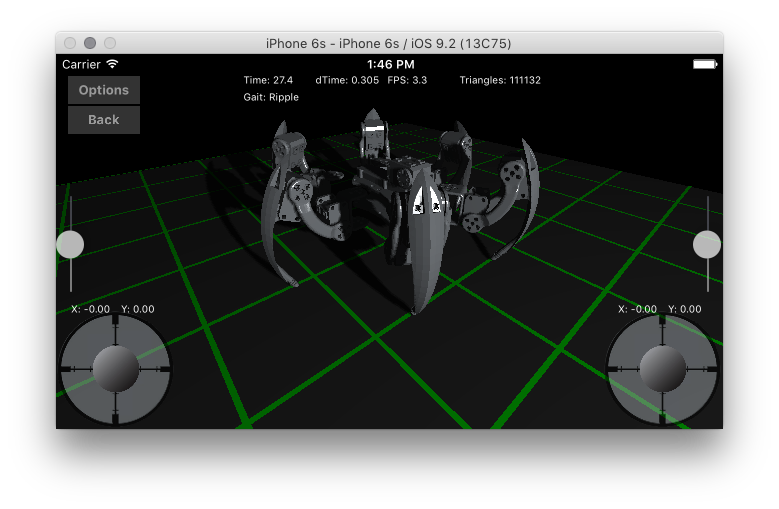 iPhone 6s - iPhone 6s / iOS 9.2 (13C75)
Carrier 1:46 PM
Options
Back
Time: 27.4 dTime: 0.305 FPS: 3.3 Triangles: 111132
Gait: Ripple
X: -0.00 Y: 0.00
X: -0.00 Y: 0.00